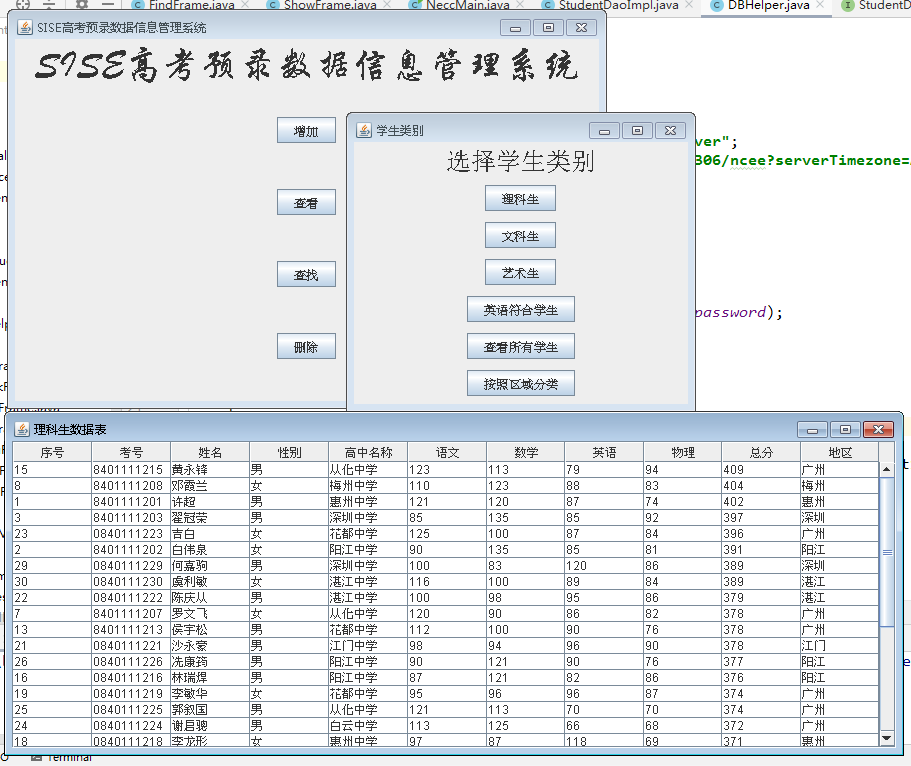 FindFrame.java ShowFrame.java NeccMain.java StudentDaoImpl.java DBHelper.java StudentD
SISE高考预录数据信息管理系统
SISE高考预录数据信息管理系统
增加
查看
查找
删除
学生类别
选择学生类别
理科生
文科生
艺术生
英语符合学生
查看所有学生
按照区域分类
ver";
306/ncee?serverTimezone=
password);
理科生数据表
序号 考号 姓名 性别 高中名称 语文 数学 英语 物理 总分 地区
15 8401111215 黄永锋 男 从化中学 123 113 79 94 409 广州
8 8401111208 邓霞兰 女 梅州中学 110 123 88 83 404 梅州
1 8401111201 许超 男 惠州中学 121 120 87 74 402 惠州
3 8401111203 翟冠荣 男 深圳中学 85 135 85 92 397 深圳
23 0840111223 吉白 女 花都中学 125 100 87 84 396 广州
2 8401111202 白伟泉 男 阳江中学 90 135 85 81 391 阳江
29 0840111229 何嘉驹 男 深圳中学 100 83 120 86 389 深圳
30 0840111230 虞利敏 女 湛江中学 116 100 89 84 389 湛江
22 0840111222 陈庆从 男 湛江中学 100 98 95 86 379 湛江
7 8401111207 罗文飞 女 从化中学 120 90 86 82 378 广州
13 8401111213 侯宇松 男 花都中学 112 100 90 76 378 广州
21 0840111221 沙永豪 男 江门中学 98 94 96 90 378 江门
26 0840111226 冼康筠 男 阳江中学 90 121 90 76 377 阳江
16 0840111216 林瑞焊 男 阳江中学 87 121 82 86 376 阳江
19 0840111219 李敏华 女 花都中学 95 96 96 87 374 广州
25 0840111225 郭叙国 男 从化中学 121 113 70 70 374 广州
24 0840111224 谢启骢 男 白云中学 113 125 66 68 372 广州
18 0840111218 李龙彤 女 惠州中学 97 87 118 69 371 惠州
Terminal